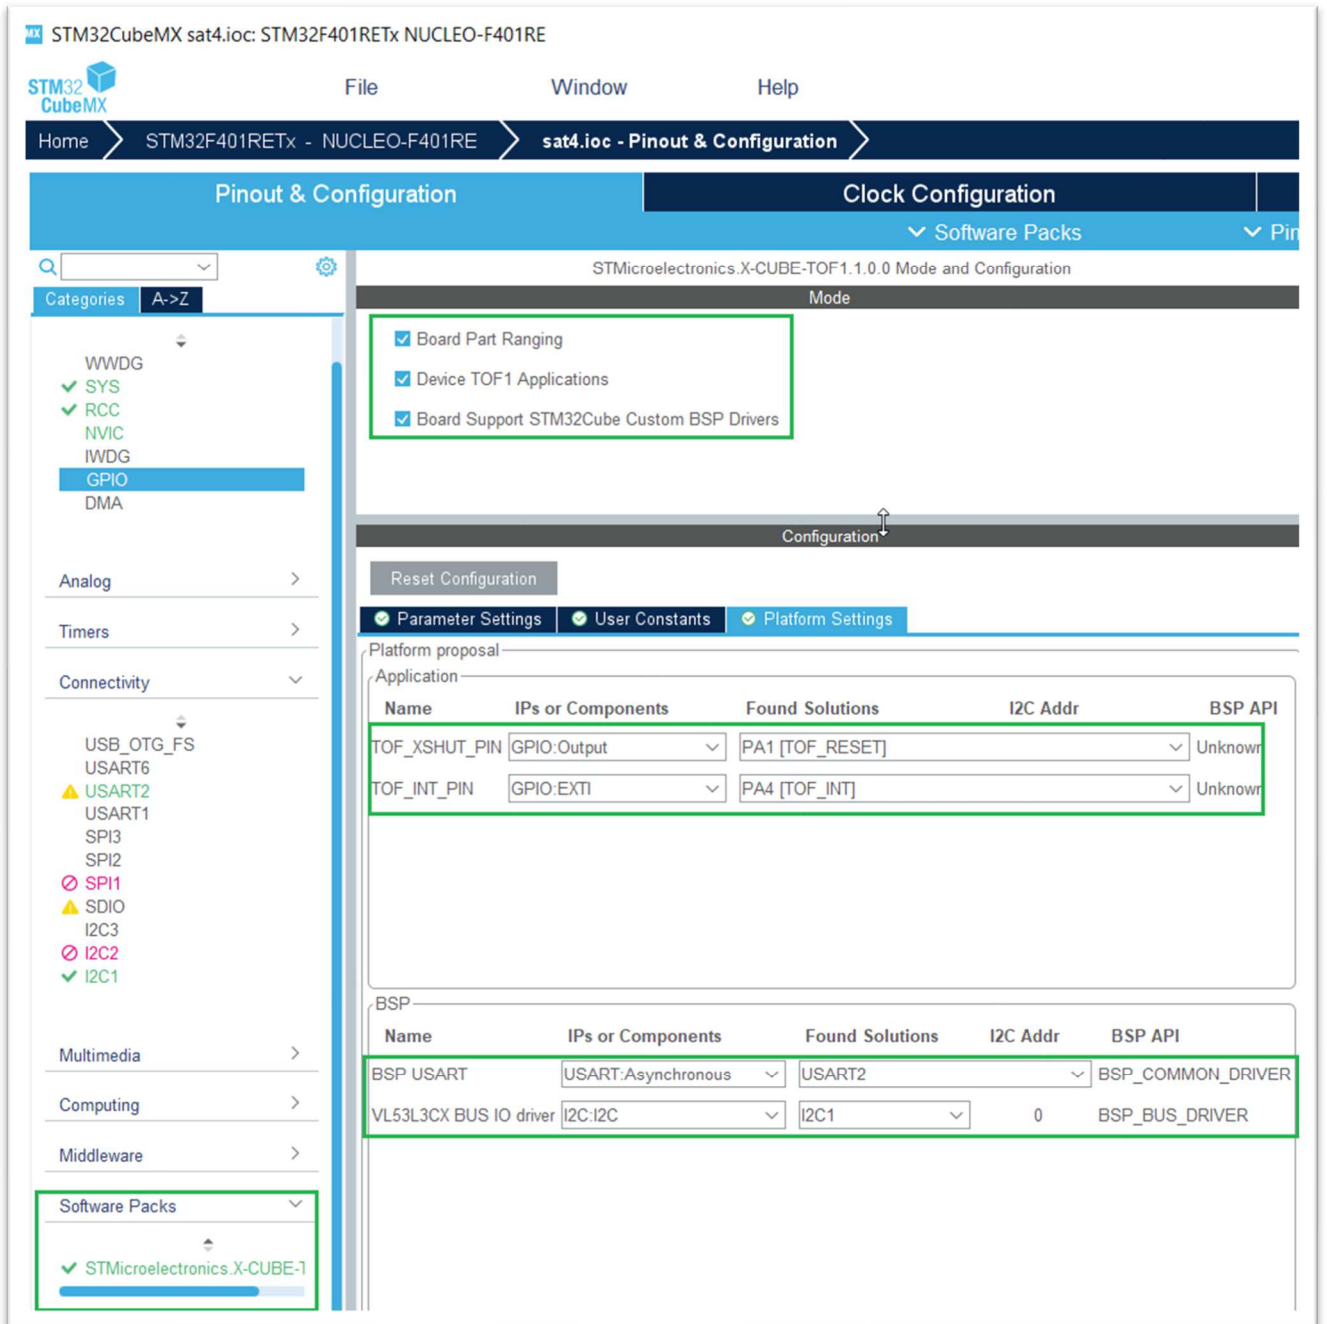 MX STM32CubeMX sat4.ioc: STM32F401RETx NUCLEO-F401RE
STM32
CubeMX
File Window Help
Home STM32F401RETx - NUCLEO-F401RE sat4.ioc - Pinout & Configuration
Pinout & Configuration Clock Configuration
Software Packs Pin
STMicroelectronics.X-CUBE-TOF1.1.0.0 Mode and Configuration
Categories A->Z
Mode
Board Part Ranging
Device TOF1 Applications
Board Support STM32Cube Custom BSP Drivers
WWDG
SYS
RCC
NVIC
IWDG
GPIO
DMA
Analog
Timers
Connectivity
USB_OTG_FS
USART6
USART2
USART1
SPI3
SPI2
SPI1
SDIO
I2C3
I2C2
I2C1
Multimedia
Computing
Middleware
Software Packs
STMicroelectronics.X-CUBE-T
Configuration
Reset Configuration
Parameter Settings User Constants Platform Settings
Platform proposal
Application
Name IPs or Components Found Solutions I2C Addr BSP API
TOF_XSHUT_PIN GPIO:Output PA1 [TOF_RESET] Unknown
TOF_INT_PIN GPIO:EXTI PA4 [TOF_INT] Unknown
BSP
Name IPs or Components Found Solutions I2C Addr BSP API
BSP USART USART:Asynchronous USART2 BSP_COMMON_DRIVER
VL53L3CX BUS IO driver I2C:I2C I2C1 0 BSP_BUS_DRIVER